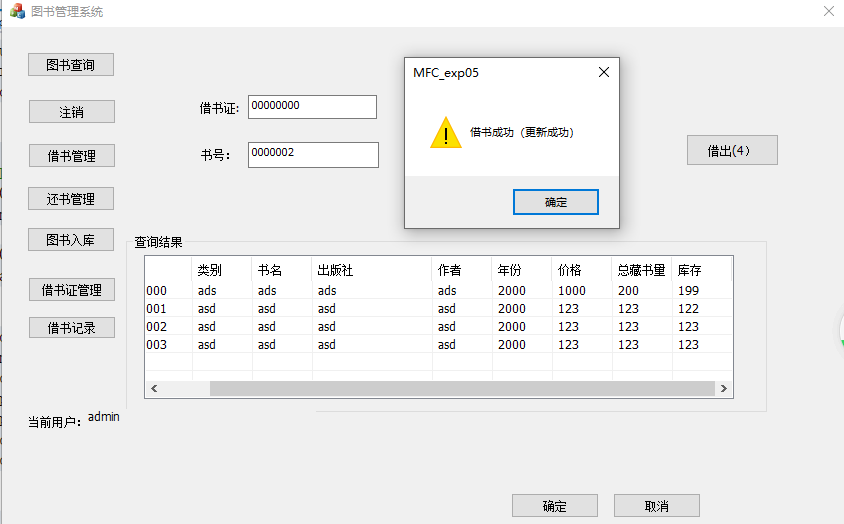 图书管理系统
图书查询
注销
借书管理
还书管理
图书入库
借书证管理
借书记录
当前用户：
admin
借书证:
00000000
书号：
0000002
MFC_exp05
借书成功（更新成功）
确定
借出(4)
查询结果
类别 书名 出版社 作者 年份 价格 总藏书量 库存
000 ads ads ads ads 2000 1000 200 199
001 asd asd asd asd 2000 123 123 122
002 asd asd asd asd 2000 123 123 123
003 asd asd asd asd 2000 123 123 123
确定
取消